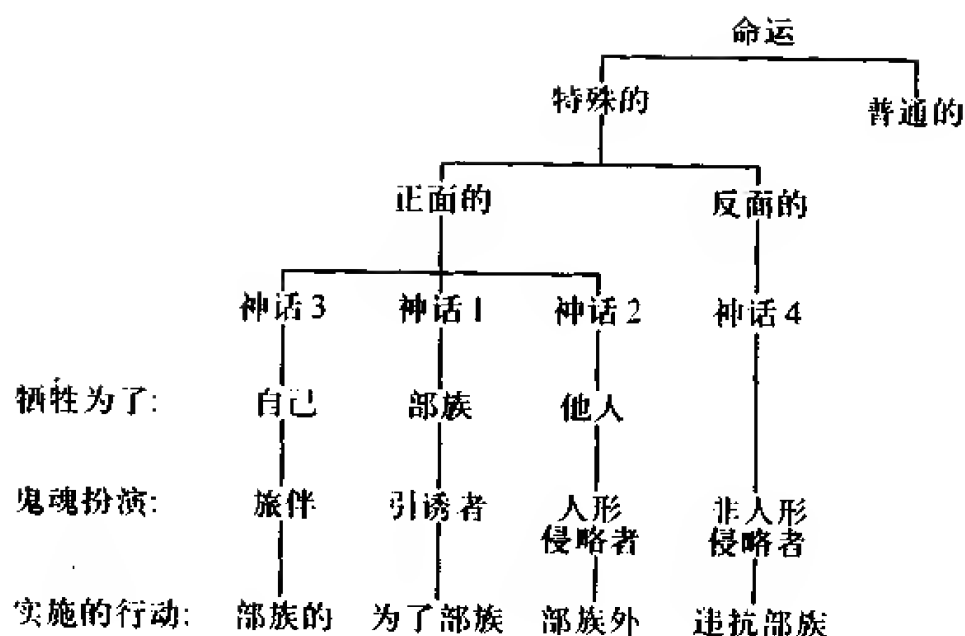 命运
特殊的 普通的
正面的 反面的
神话3 神话1 神话2 神话4
牺牲为了: 自己 部族 他人
鬼魂扮演: 旅伴 引诱者 人形 非人形
侵略者 侵略者
实施的行动: 部族的 为了部族 部族外 违抗部族